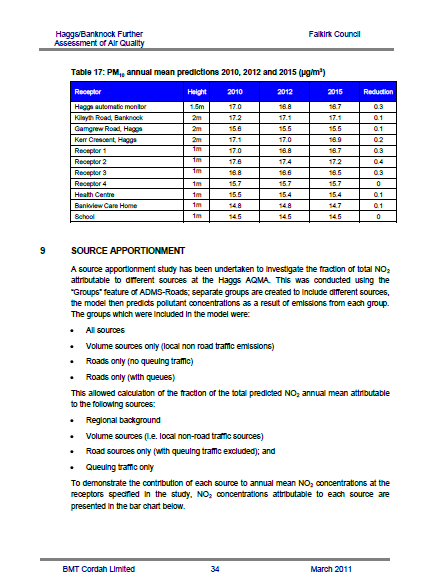 Haggs/Banknock Further Falkirk Council
Assessment of Air Quality
Table 17: PM10 annual mean predictions 2010, 2012 and 2015 (µg/m³)
Receptor Height 2010 2012 2015 Reduction
Haggs automatic monitor 1.5m 17.0 16.8 16.7 0.3
Kilsyth Road, Banknock 2m 17.2 17.1 17.1 0.1
Garngrew Road, Haggs 2m 15.6 15.5 15.5 0.1
Kerr Crescent, Haggs 2m 17.1 17.0 16.9 0.2
Receptor 1 1m 17.0 16.8 16.7 0.3
Receptor 2 1m 17.6 17.4 17.2 0.4
Receptor 3 1m 16.8 16.6 16.5 0.3
Receptor 4 1m 15.7 15.7 15.7 0
Health Centre 1m 15.5 15.4 15.4 0.1
Bankview Care Home 1m 14.8 14.8 14.7 0.1
School 1m 14.5 14.5 14.5 0
9 SOURCE APPORTIONMENT
A source apportionment study has been undertaken to investigate the fraction of total NO2
attributable to different sources at the Haggs AQMA. This was conducted using the
"Groups" feature of ADMS-Roads; separate groups are created to include different sources,
the model then predicts pollutant concentrations as a result of emissions from each group.
The groups which were included in the model were:
• All sources
• Volume sources only (local non road traffic emissions)
• Roads only (no queuing traffic)
• Roads only (with queues)
This allowed calculation of the fraction of the total predicted NO2 annual mean attributable
to the following sources:
• Regional background
• Volume sources (i.e. local non-road traffic sources)
• Road sources only (with queuing traffic excluded); and
• Queuing traffic only
To demonstrate the contribution of each source to annual mean NO2 concentrations at the
receptors specified in the study, NO2 concentrations attributable to each source are
presented in the bar chart below.
BMT Cordah Limited 34 March 2011